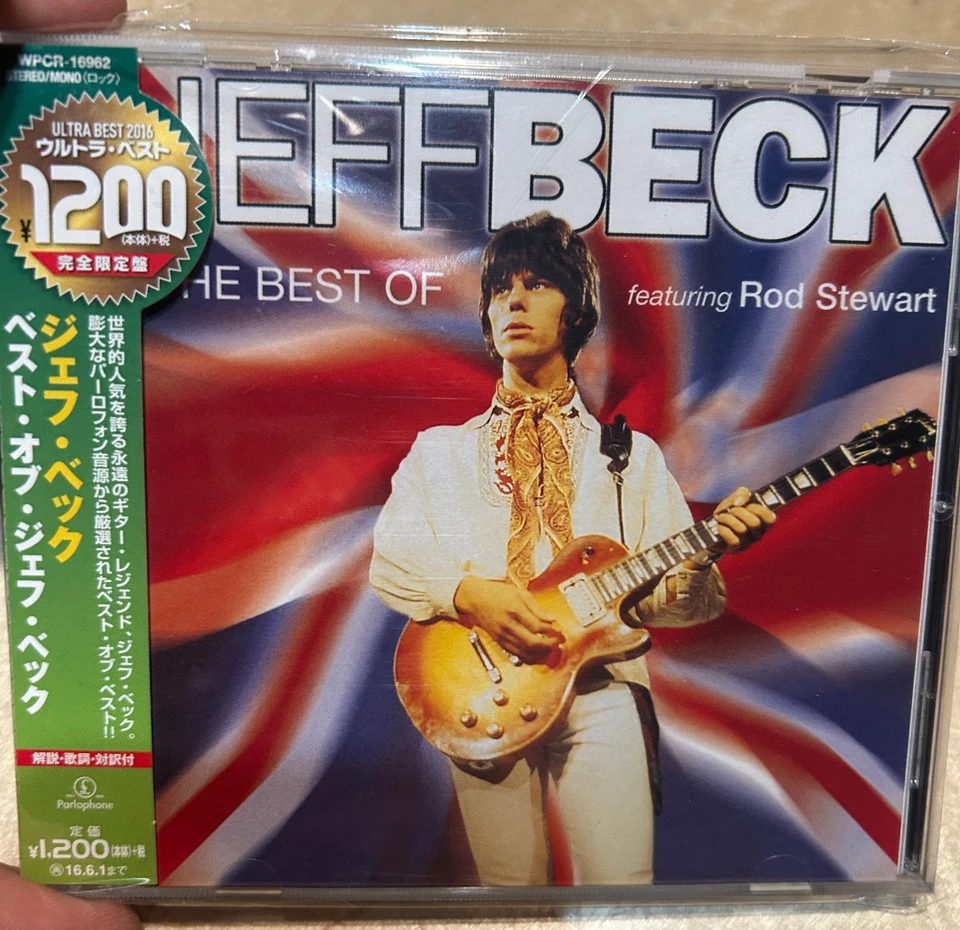 WPCR-16962
STEREO/MONO〈ロック〉
ULTRA BEST 2016
ウルトラ・ベスト
¥1200
(本体)+税
完全限定盤
ジェフ・ベック
ベスト・オブ・ジェフ・ベック
世界的人気を誇る永遠のギター・レジェンド、ジェフ・ベック。
膨大なパーロフォン音源から厳選されたベスト・オブ・ベスト!!
解説・歌詞・対訳付
Parlophone
定価
¥1,200(本体)+税
㊐16.6.1まで
JEFFBECK
THE BEST OF
featuring Rod Stewart